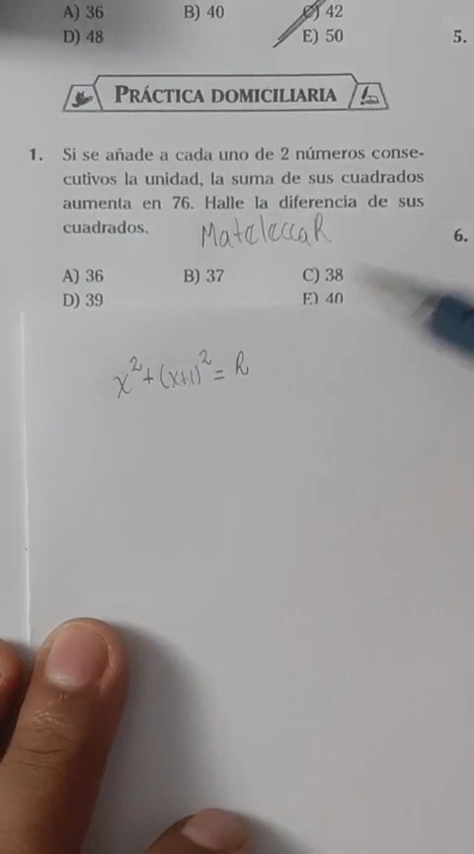 A) 36 B) 40 C) 42
D) 48 E) 50 5.
PRÁCTICA DOMICILIARIA
1. Si se añade a cada uno de 2 números conse-
cutivos la unidad, la suma de sus cuadrados
aumenta en 76. Halle la diferencia de sus
cuadrados. 6.
A) 36 B) 37 C) 38
D) 39 E) 40
x² + (x+1)² = R